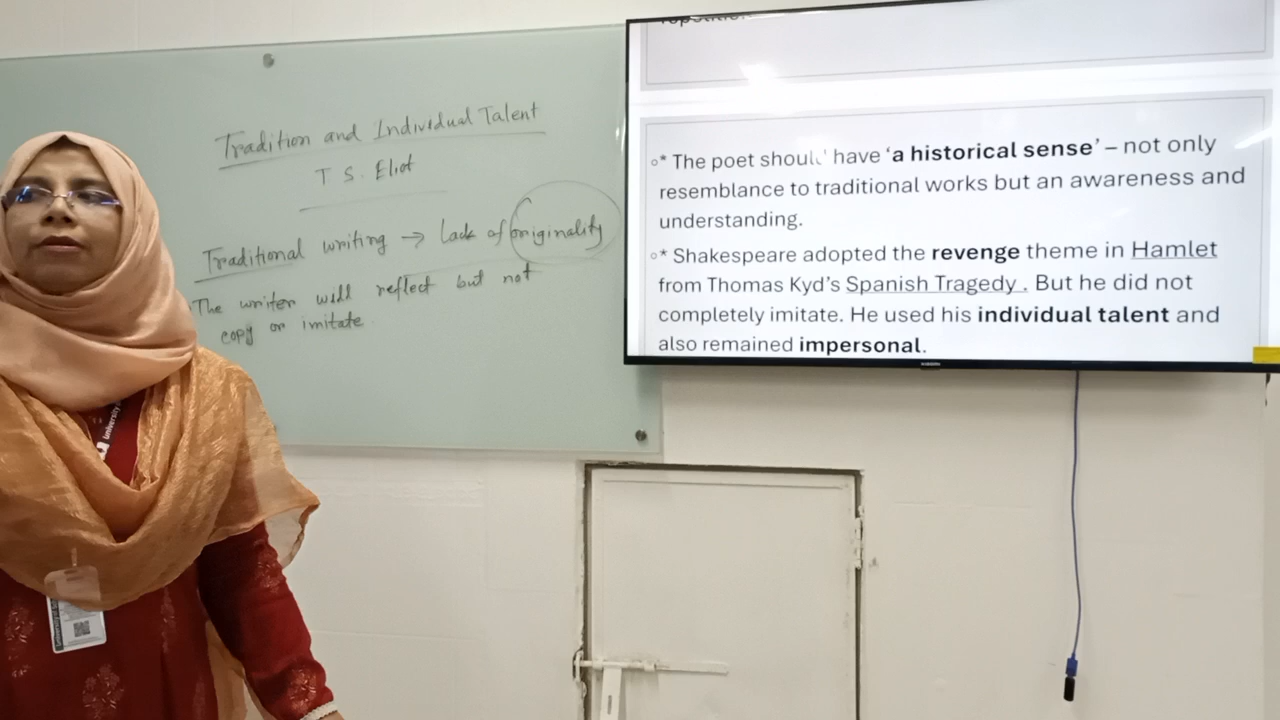 Tradition and Individual Talent
T S. Eliot
Traditional writing → Lack of originality
The writer will reflect but not
copy or imitate
* The poet should have ‘a historical sense’ – not only
resemblance to traditional works but an awareness and
understanding.
* Shakespeare adopted the revenge theme in Hamlet
from Thomas Kyd’s Spanish Tragedy . But he did not
completely imitate. He used his individual talent and
also remained impersonal.
University